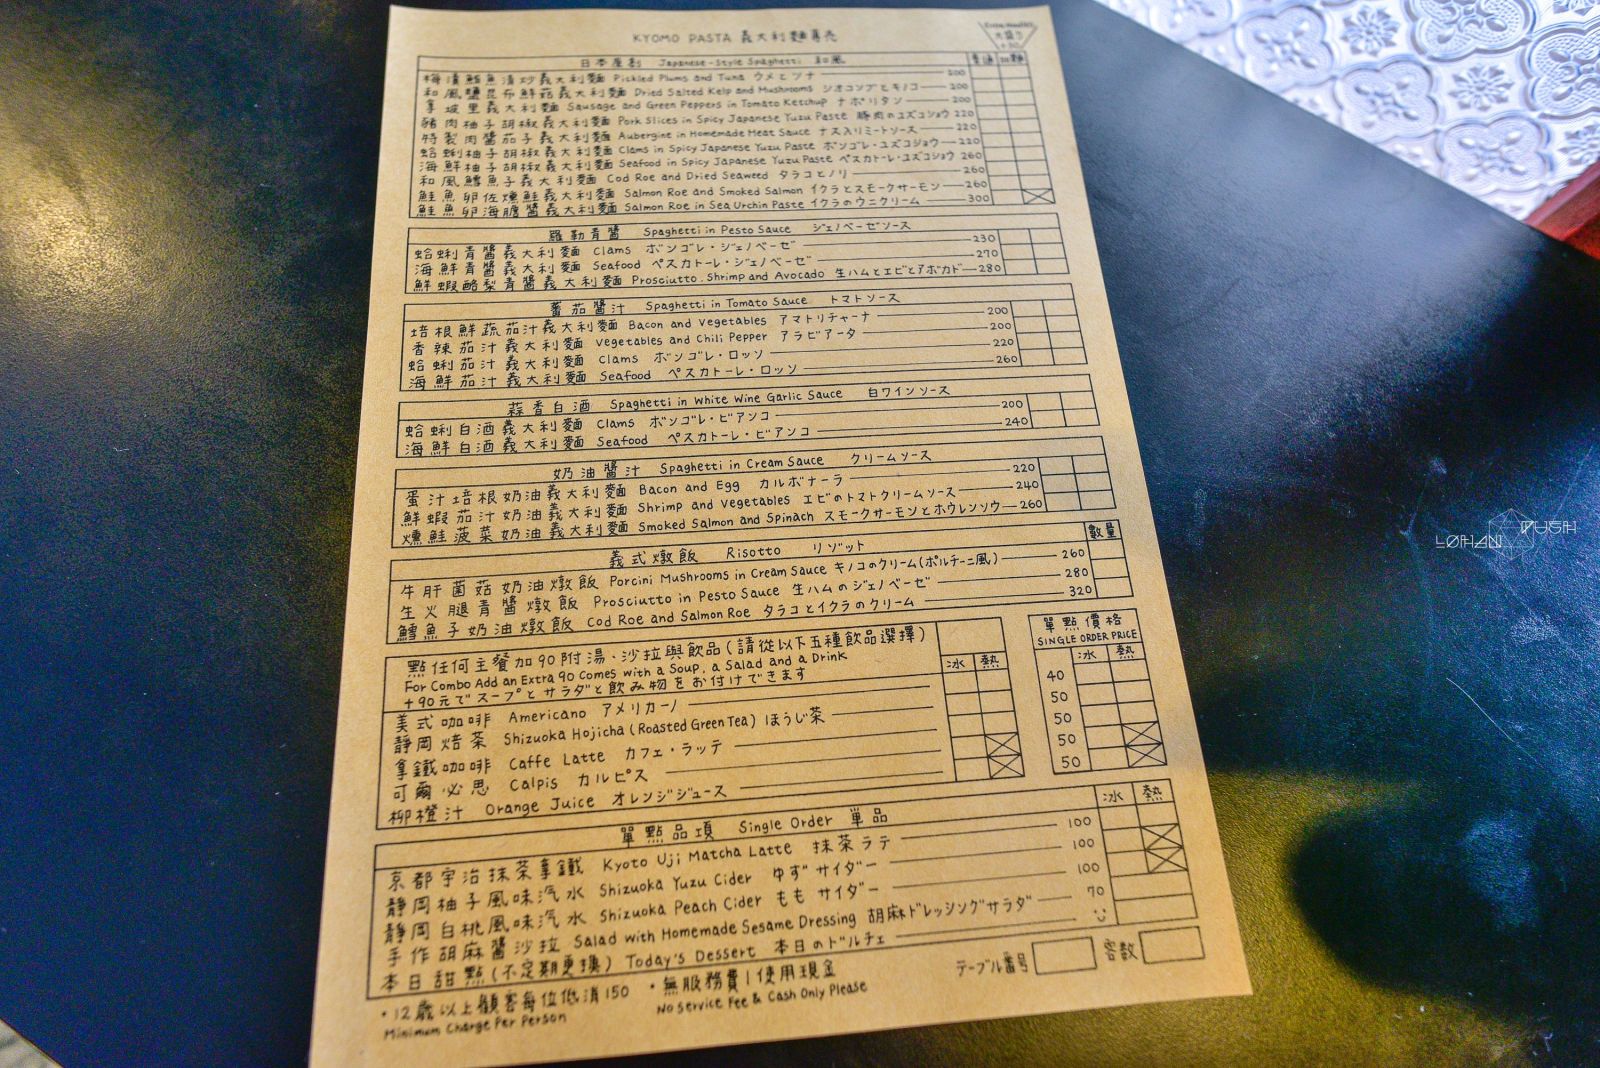 KYOMO PASTA 義大利麵專売
Extra Noodles
大盛り
+30
日本原創 Japanese-Style Spaghetti 和風
普通 加麵
梅漬鮪魚清炒義大利麵 Pickled Plums and Tuna ウメとツナ 200
和風鹽昆布鮮菇義大利麵 Dried Salted Kelp and Mushrooms シオコンブとキノコ 200
拿坡里義大利麵 Sausage and Green Peppers in Tomato Ketchup ナポリタン 200
豬肉柚子胡椒義大利麵 Pork Slices in Spicy Japanese Yuzu Paste 豚肉のユズコショウ 220
特製肉醬茄子義大利麵 Aubergine in Homemade Meat Sauce ナス入りミートソース 220
蛤蜊柚子胡椒義大利麵 Clams in Spicy Japanese Yuzu Paste ボンゴレ・ユズコショウ 220
海鮮柚子胡椒義大利麵 Seafood in Spicy Japanese Yuzu Paste ペスカトーレ・ユズコショウ 260
和風鱈魚子義大利麵 Cod Roe and Dried Seaweed タラコとノリ 260
鮭魚卵佐燻鮭義大利麵 Salmon Roe and Smoked Salmon イクラとスモークサーモン 260
鮭魚卵海膽醬義大利麵 Salmon Roe in Sea Urchin Paste イクラのウニクリーム 300
羅勒青醬 Spaghetti in Pesto Sauce ジェノベーゼソース
蛤蜊青醬義大利麵 Clams ボンゴレ・ジェノベーゼ 230
海鮮青醬義大利麵 Seafood ペスカトーレ・ジェノベーゼ 270
鮮蝦酪梨青醬義大利麵 Prosciutto, Shrimp and Avocado 生ハムとエビとアボカド 280
蕃茄醬汁 Spaghetti in Tomato Sauce トマトソース
培根鮮蔬茄汁義大利麵 Bacon and Vegetables アマトリチャーナ 200
香辣茄汁義大利麵 Vegetables and Chili Pepper アラビアータ 200
蛤蜊茄汁義大利麵 Clams ボンゴレ・ロッソ 220
海鮮茄汁義大利麵 Seafood ペスカトーレ・ロッソ 260
蒜香白酒 Spaghetti in White Wine Garlic Sauce 白ワインソース
蛤蜊白酒義大利麵 Clams ボンゴレ・ビアンコ 200
海鮮白酒義大利麵 Seafood ペスカトーレ・ビアンコ 240
奶油醬汁 Spaghetti in Cream Sauce クリームソース
蛋汁培根奶油義大利麵 Bacon and Egg カルボナーラ 220
鮮蝦茄汁奶油義大利麵 Shrimp and Vegetables エビのトマトクリームソース 240
燻鮭菠菜奶油義大利麵 Smoked Salmon and Spinach スモークサーモンとホウレンソウ 260
義式燉飯 Risotto リゾット 數量
牛肝菌菇奶油燉飯 Porcini Mushrooms in Cream Sauce キノコのクリーム(ポルチーニ風) 260
生火腿青醬燉飯 Prosciutto in Pesto Sauce 生ハムのジェノベーゼ 280
鱈魚子奶油燉飯 Cod Roe and Salmon Roe タラコとイクラのクリーム 320
點任何主餐加90附湯、沙拉與飲品(請從以下五種飲品選擇)
For Combo Add an Extra 90 Comes with a Soup, a Salad and a Drink
+90元でスープとサラダと飲み物をお付けできます
冰 熱
單點價格
SINGLE ORDER PRICE
冰 熱
美式咖啡 Americano アメリカーノ 40
靜岡焙茶 Shizuoka Hojicha (Roasted Green Tea) ほうじ茶 50
拿鐵咖啡 Caffe Latte カフェ・ラッテ 50
可爾必思 Calpis カルピス 50
柳橙汁 Orange Juice オレンジジュース 50
單點品項 Single Order 単品 冰 熱
京都宇治抹茶拿鐵 Kyoto Uji Matcha Latte 抹茶ラテ 100
靜岡柚子風味汽水 Shizuoka Yuzu Cider ゆずサイダー 100
靜岡白桃風味汽水 Shizuoka Peach Cider ももサイダー 100
手作胡麻醬沙拉 Salad with Homemade Sesame Dressing 胡麻ドレッシングサラダ 70
本日甜點(不定期更換) Today's Dessert 本日のドルチェ
・12歲以上顧客每位低消150 ・無服務費|使用現金
Minimum Charge Per Person No Service Fee & Cash Only Please
テーブル番号 客数
LOHAN TUSH